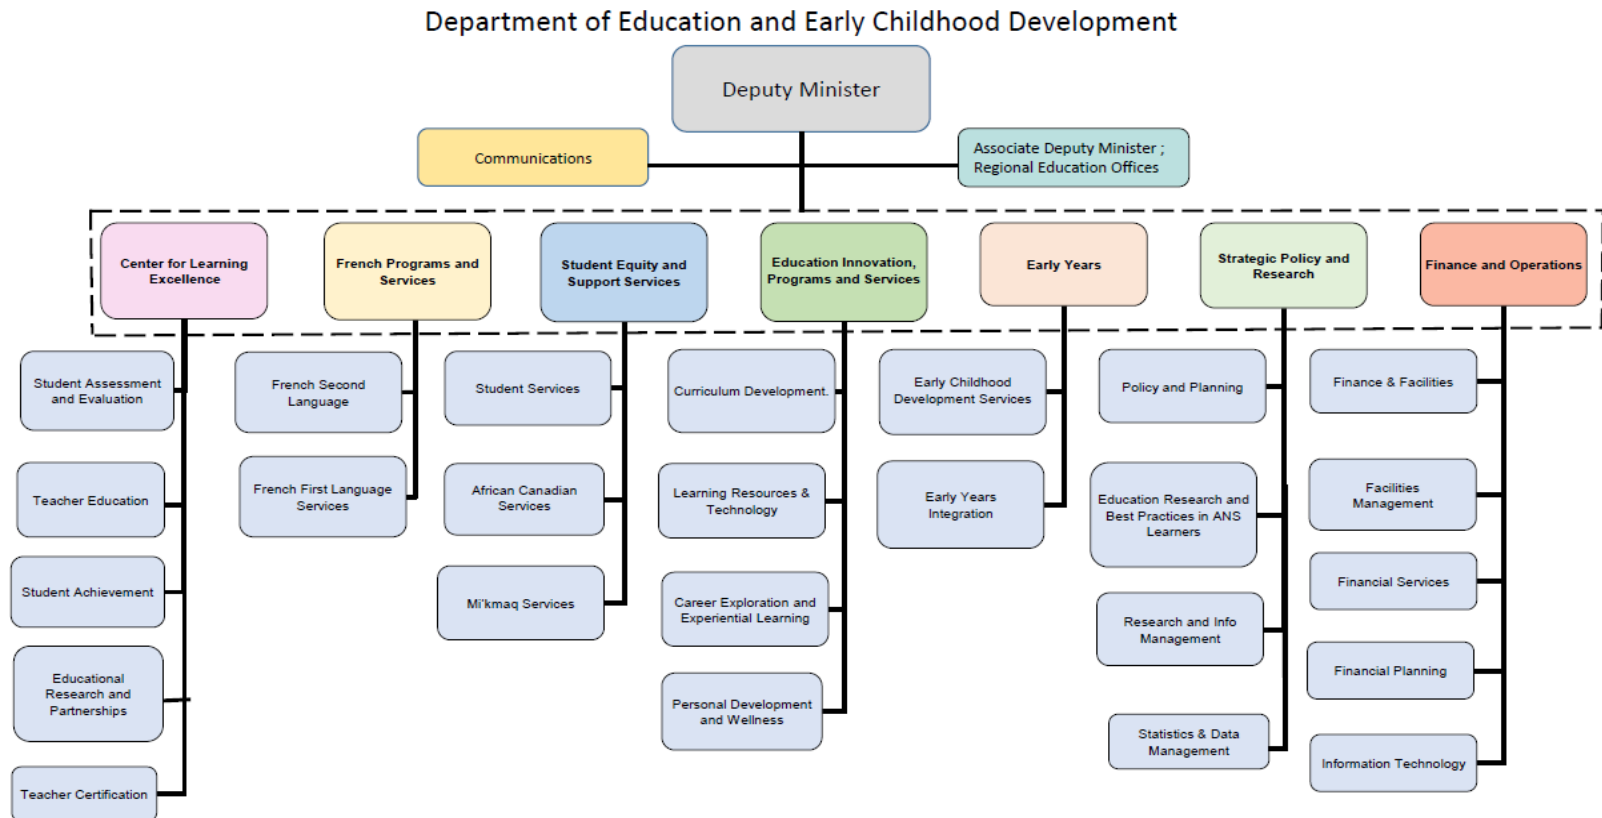 Department of Education and Early Childhood Development
Deputy Minister
Communications
Associate Deputy Minister ;
Regional Education Offices
Center for Learning
Excellence
French Programs and
Services
Student Equity and
Support Services
Education Innovation,
Programs and Services
Early Years
Strategic Policy and
Research
Finance and Operations
Student Assessment
and Evaluation
Teacher Education
Student Achievement
Educational
Research and
Partnerships
Teacher Certification
French Second
Language
French First Language
Services
Student Services
African Canadian
Services
Mi'kmaq Services
Curriculum Development.
Learning Resources &
Technology
Career Exploration and
Experiential Learning
Personal Development
and Wellness
Early Childhood
Development Services
Early Years
Integration
Policy and Planning
Education Research and
Best Practices in ANS
Learners
Research and Info
Management
Statistics & Data
Management
Finance & Facilities
Facilities
Management
Financial Services
Financial Planning
Information Technology